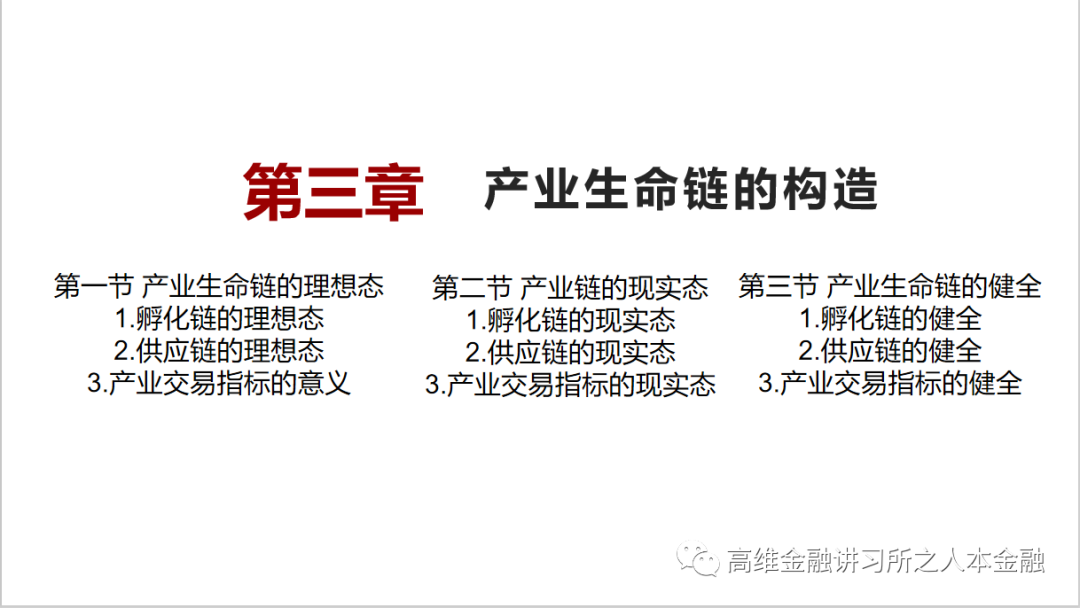 第三章 产业生命链的构造
第一节 产业生命链的理想态
1.孵化链的理想态
2.供应链的理想态
3.产业交易指标的意义
第二节 产业链的现实态
1.孵化链的现实态
2.供应链的现实态
3.产业交易指标的现实态
第三节 产业生命链的健全
1.孵化链的健全
2.供应链的健全
3.产业交易指标的健全
高维金融讲习所之人本金融